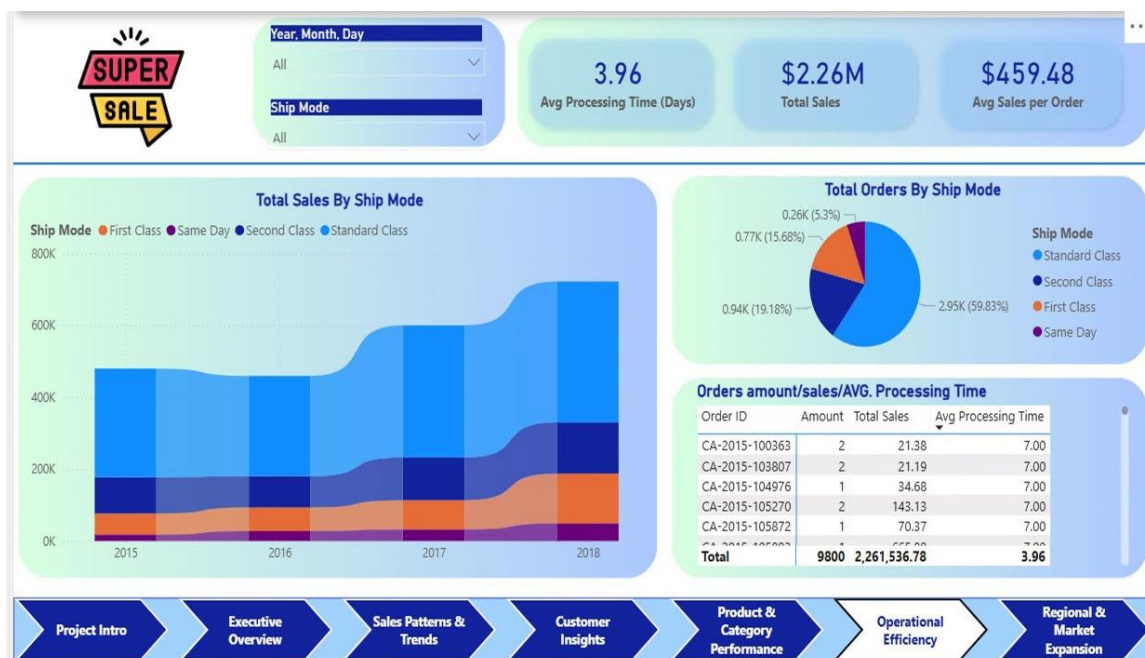 SUPER
SALE
Year, Month, Day
All
Ship Mode
All
3.96
Avg Processing Time (Days)
$2.26M
Total Sales
$459.48
Avg Sales per Order
Total Sales By Ship Mode
Ship Mode First Class Same Day Second Class Standard Class
800K
600K
400K
200K
0K
2015 2016 2017 2018
Total Orders By Ship Mode
0.26K (5.3%)
0.77K (15.68%)
0.94K (19.18%)
2.95K (59.83%)
Ship Mode
Standard Class
Second Class
First Class
Same Day
Orders amount/sales/AVG. Processing Time
Order ID Amount Total Sales Avg Processing Time
CA-2015-100363 2 21.38 7.00
CA-2015-103807 2 21.19 7.00
CA-2015-104976 1 34.68 7.00
CA-2015-105270 2 143.13 7.00
CA-2015-105872 1 70.37 7.00
Total 9800 2,261,536.78 3.96
Project Intro
Executive
Overview
Sales Patterns &
Trends
Customer
Insights
Product &
Category
Performance
Operational
Efficiency
Regional &
Market
Expansion